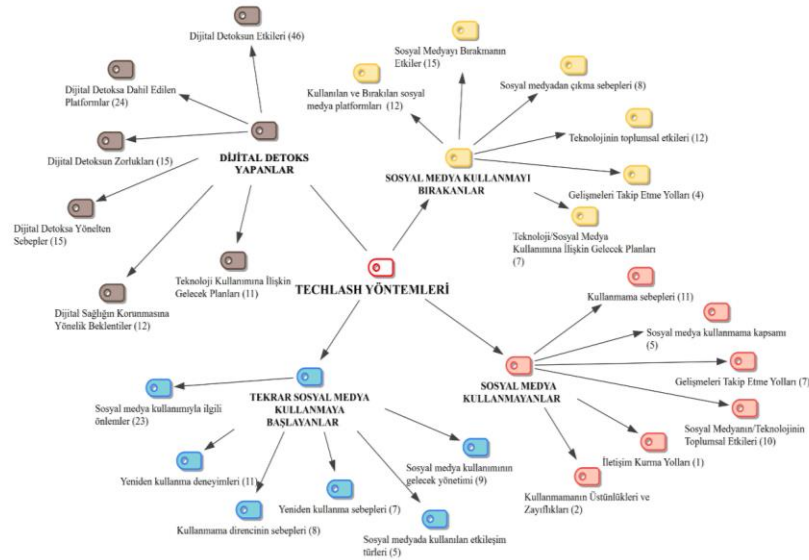 Dijital Detoksun Etkileri (46)
Dijital Detoksa Dahil Edilen
Platformlar (24)
Dijital Detoksun Zorlukları (15)
DİJİTAL DETOKS
YAPANLAR
Dijital Detoksa Yönelten
Sebepler (15)
Dijital Sağlığın Korunmasına
Yönelik Beklentiler (12)
Teknoloji Kullanımına İlişkin
Gelecek Planları (11)
Sosyal Medyayı Bırakmanın
Etkiler (15)
Kullanılan ve Bırakılan sosyal
medya platformları (12)
Sosyal medyadan çıkma sebepleri (8)
Teknolojinin toplumsal etkileri (12)
SOSYAL MEDYA KULLANMAYI
BIRAKANLAR
Gelişmeleri Takip Etme Yolları (4)
Teknoloji/Sosyal Medya
Kullanımına İlişkin Gelecek Planları
(7)
TECHLASH YÖNTEMLERİ
Kullanmama sebepleri (11)
Sosyal medya kullanmama kapsamı
(5)
SOSYAL MEDYA
KULLANMAYANLAR
Gelişmeleri Takip Etme Yolları (7)
Sosyal Medyanın/Teknolojinin
Toplumsal Etkileri (10)
İletişim Kurma Yolları (1)
Kullanmamanın Üstünlükleri ve
Zayıflıkları (2)
TEKRAR SOSYAL MEDYA
KULLANMAYA
BAŞLAYANLAR
Sosyal medya kullanımıyla ilgili
önlemler (23)
Yeniden kullanma deneyimleri (11)
Kullanmama direncinin sebepleri (8)
Yeniden kullanma sebepleri (7)
Sosyal medyada kullanılan etkileşim
türleri (5)
Sosyal medya kullanımının
gelecek yönetimi (9)